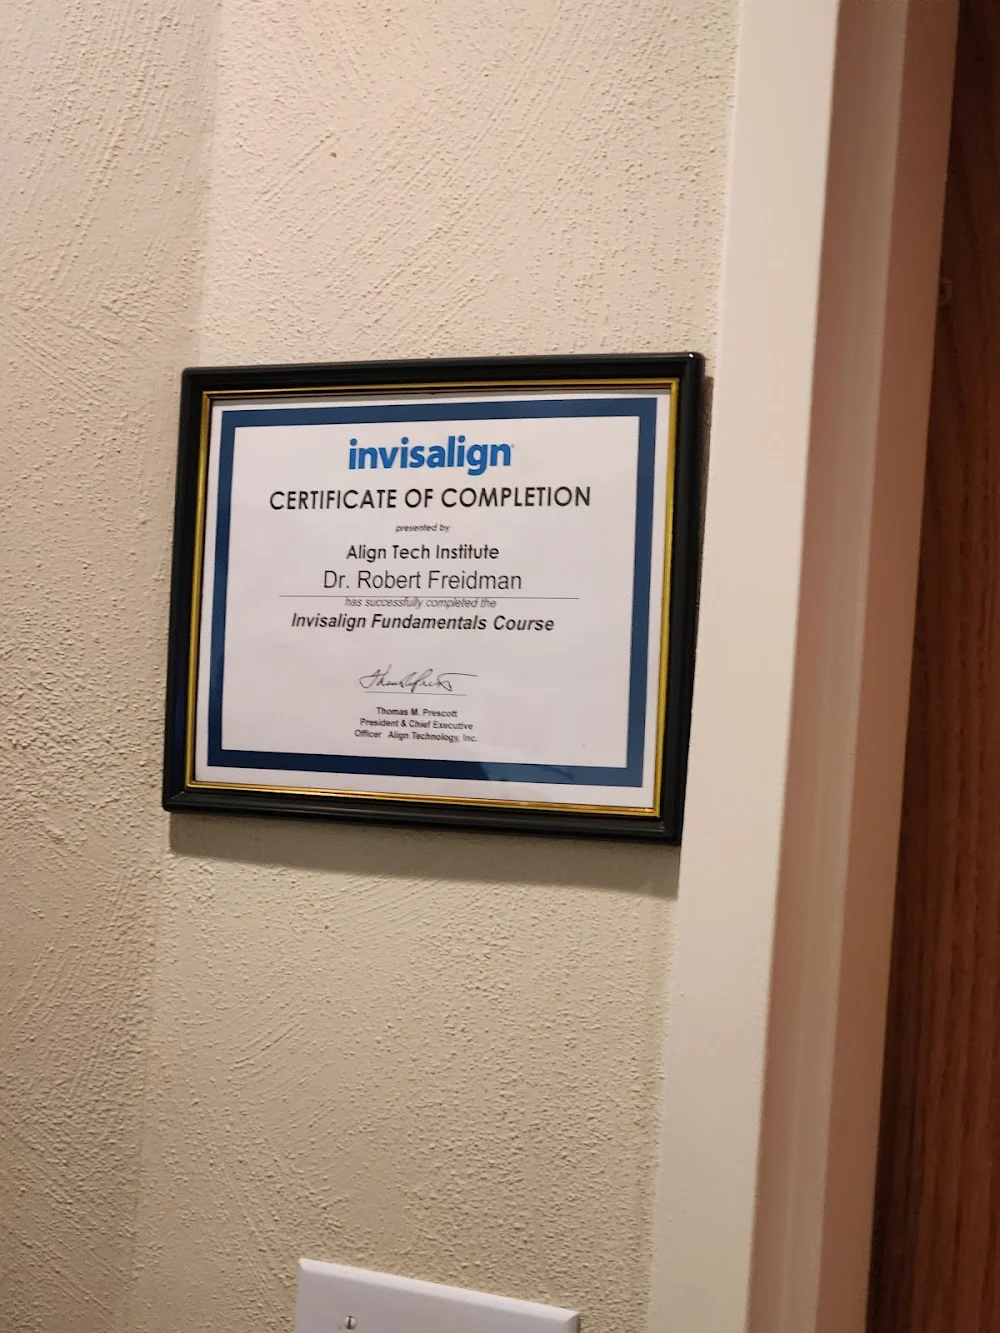 invisalign
CERTIFICATE OF COMPLETION
presented by
Align Tech Institute
Dr. Robert Freidman
has successfully completed the
Invisalign Fundamentals Course
Thomas M. Prescott
President & Chief Executive
Officer Align Technology, Inc.